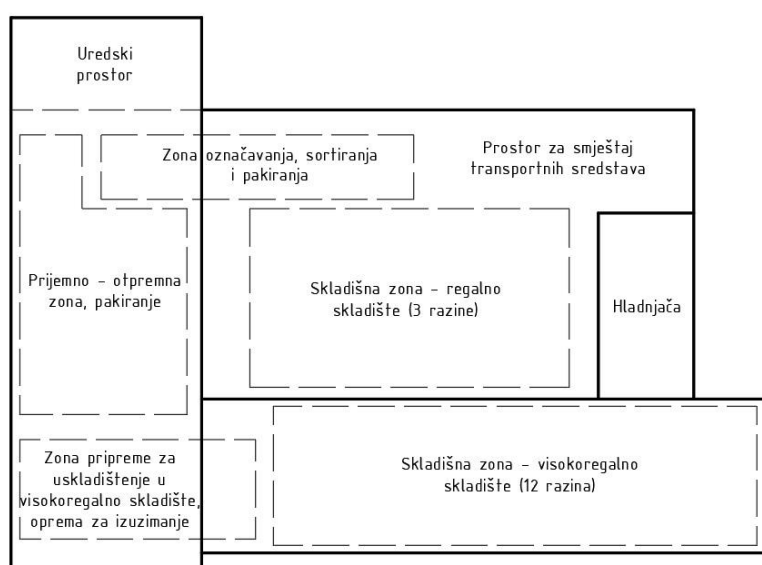 Uredski
prostor
Zona označavanja, sortiranja
i pakiranja
Prostor za smještaj
transportnih sredstava
Prijemno – otpremna
zona, pakiranje
Skladišna zona – regalno
skladište (3 razine)
Hladnjača
Zona pripreme za
uskladištenje u
visokoregalno skladište,
oprema za izuzimanje
Skladišna zona – visokoregalno
skladište (12 razina)